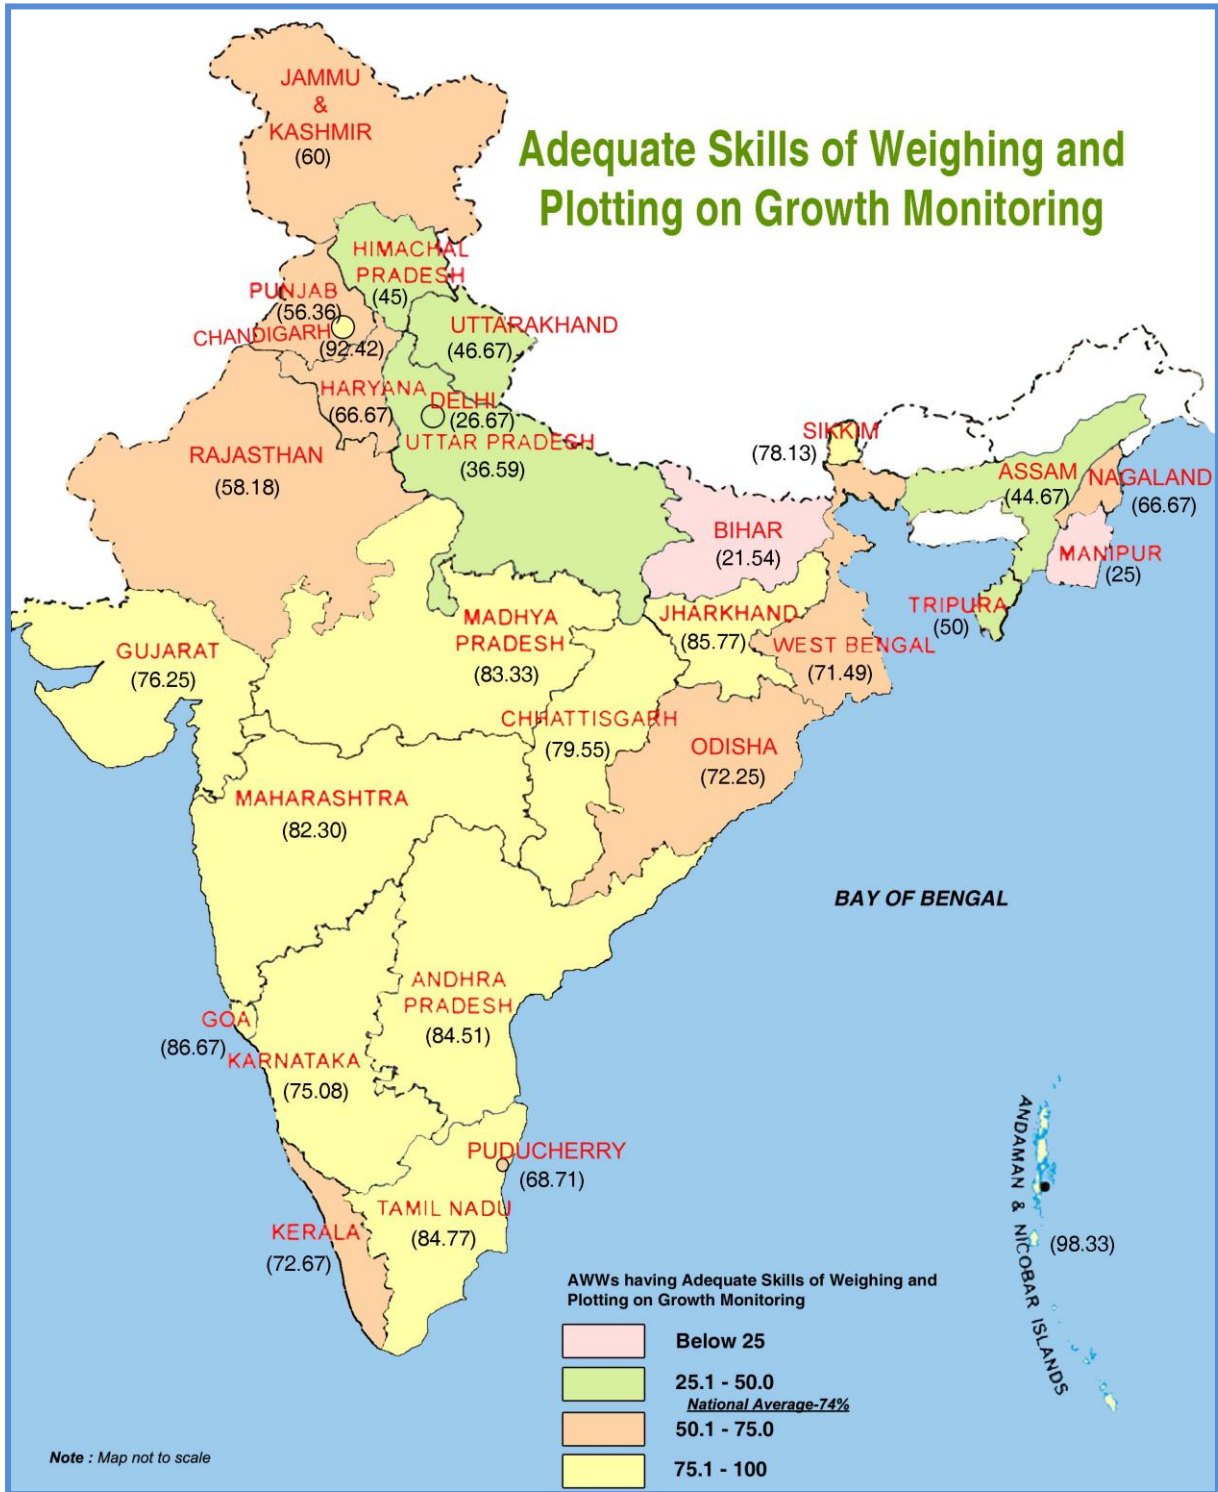 Adequate Skills of Weighing and
Plotting on Growth Monitoring
JAMMU
&
KASHMIR
(60)
HIMACHAL
PRADESH
(45)
PUNJAB
(56.36)
CHANDIGARH
(92.42)
UTTARAKHAND
(46.67)
HARYANA
(66.67)
DELHI
(26.67)
UTTAR PRADESH
(36.59)
RAJASTHAN
(58.18)
SIKKIM
(78.13)
ASSAM
(44.67)
NAGALAND
(66.67)
BIHAR
(21.54)
MANIPUR
(25)
TRIPURA
(50)
JHARKHAND
(85.77)
WEST BENGAL
(71.49)
MADHYA
PRADESH
(83.33)
GUJARAT
(76.25)
CHHATTISGARH
(79.55)
ODISHA
(72.25)
MAHARASHTRA
(82.30)
BAY OF BENGAL
ANDHRA
PRADESH
(84.51)
GOA
(86.67)
KARNATAKA
(75.08)
PUDUCHERRY
(68.71)
TAMIL NADU
(84.77)
KERALA
(72.67)
ANDAMAN & NICOBAR ISLANDS
(98.33)
AWWs having Adequate Skills of Weighing and
Plotting on Growth Monitoring
Below 25
25.1 - 50.0
National Average-74%
50.1 - 75.0
75.1 - 100
Note : Map not to scale